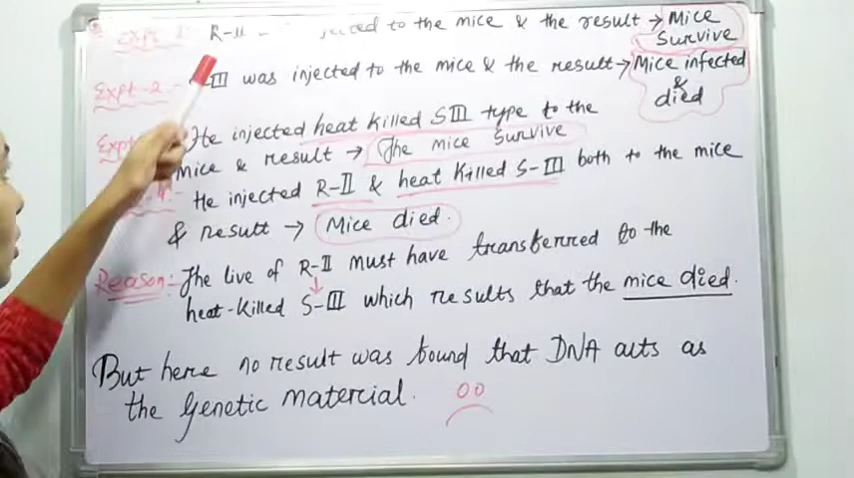 Expt 1 R-II jected to the mice & the result → Mice
Survive
Expt-2 - III was injected to the mice & the result → Mice infected
&
died
Expt He injected heat killed SIII type to the
mice & result → The mice Survive
4:- He injected R-II & heat killed S-III both to the mice
& result → Mice died.
Reason:- The live of R-II must have transferred to the
heat-killed S-III which results that the mice died.
But here no result was found that DNA acts as
the Genetic material.